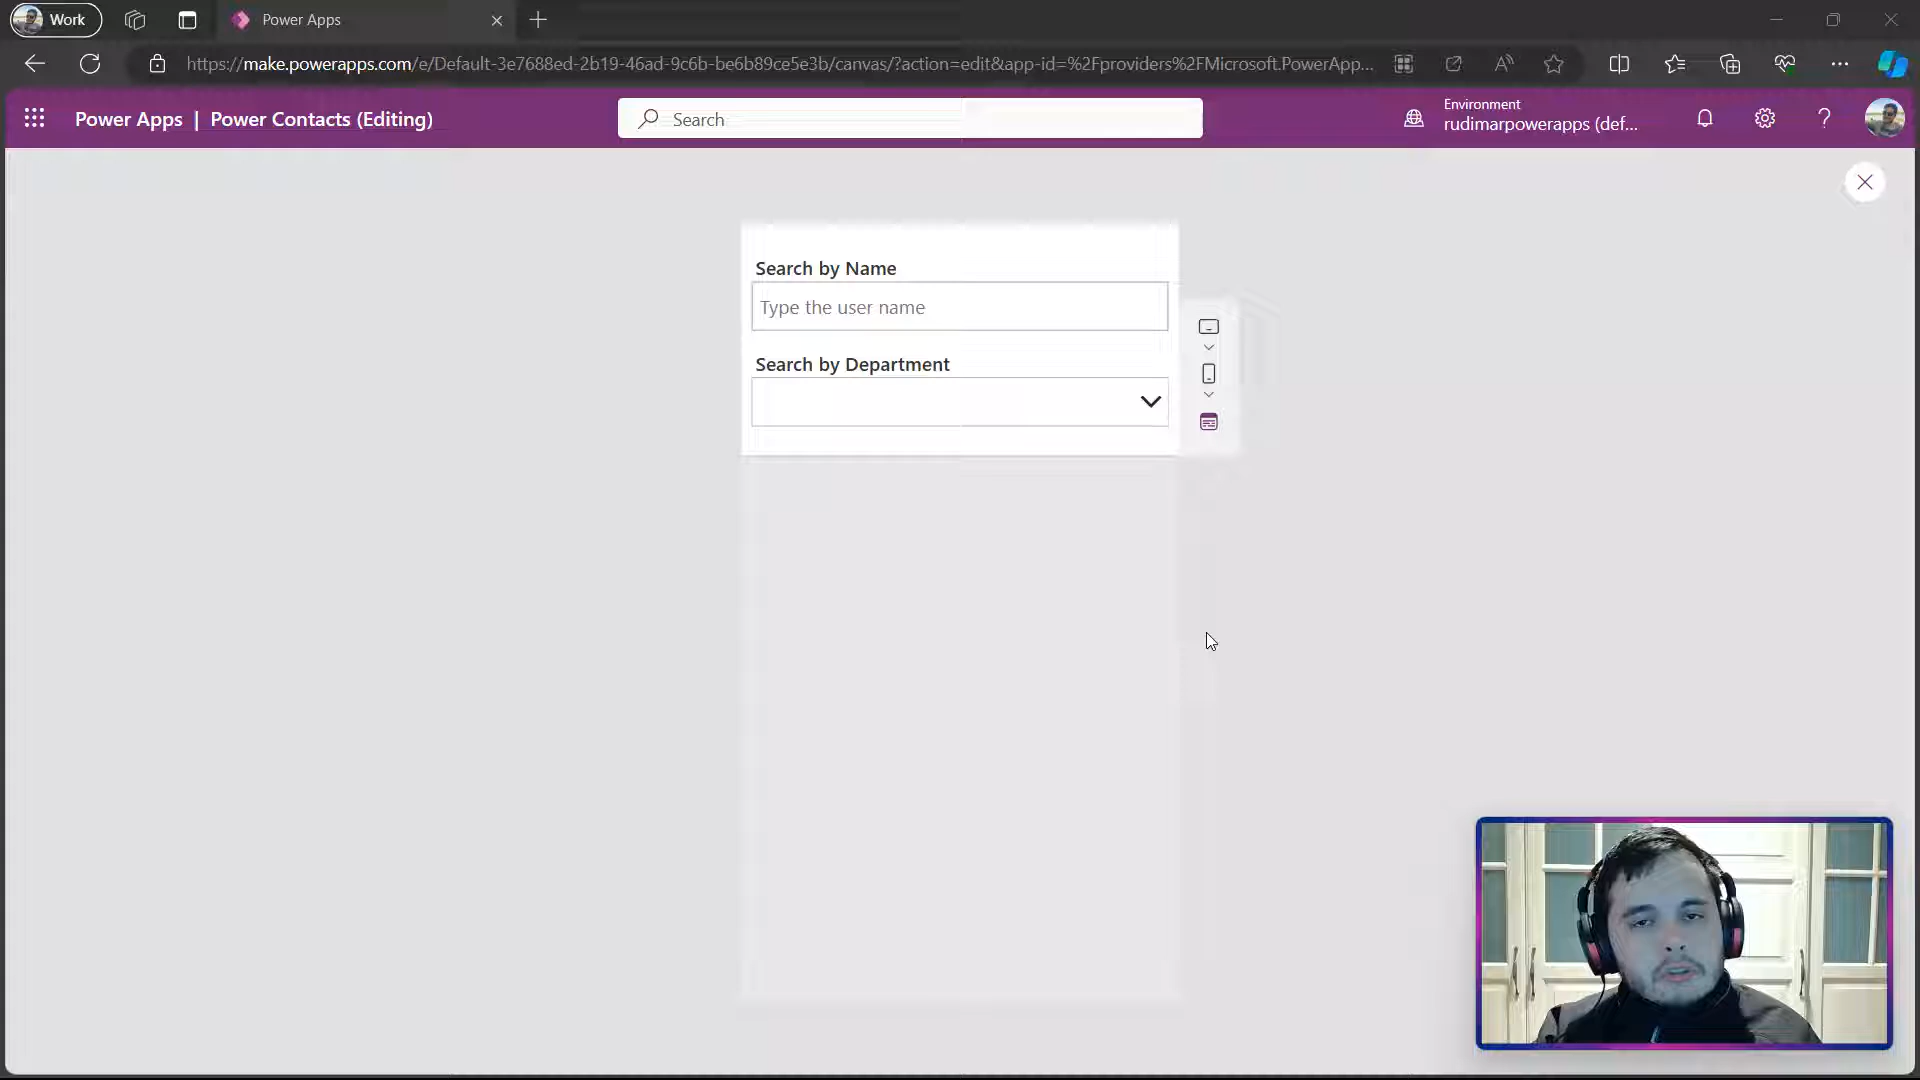 Work
Power Apps
https://make.powerapps.com/e/Default-3e7688ed-2b19-46ad-9c6b-be6b89ce5e3b/canvas/?action=edit&app-id=%2Fproviders%2FMicrosoft.PowerApp...
Power Apps | Power Contacts (Editing)
Search
Environment
rudimarpowerapps (def...
Search by Name
Type the user name
Search by Department